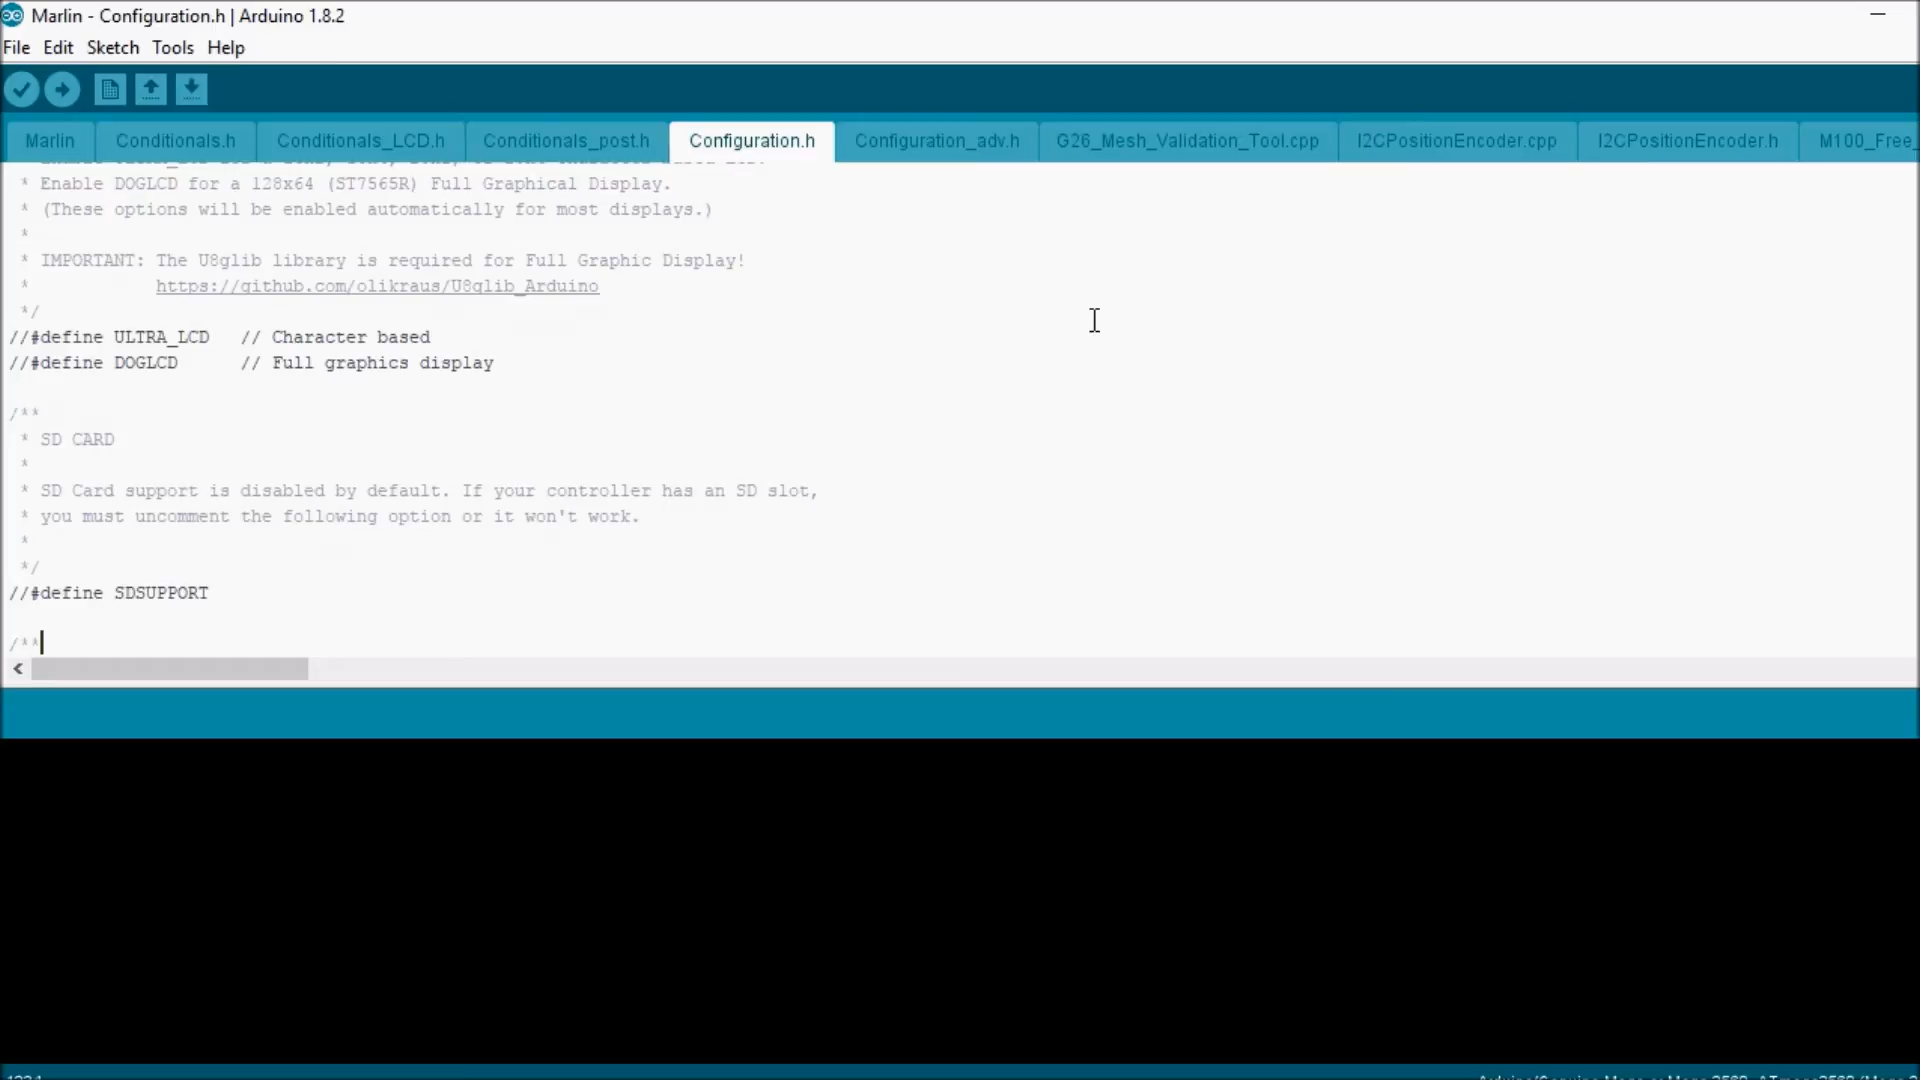 Marlin - Configuration.h | Arduino 1.8.2
File Edit Sketch Tools Help
Marlin Conditionals.h Conditionals_LCD.h Conditionals_post.h Configuration.h Configuration_adv.h G26_Mesh_Validation_Tool.cpp I2CPositionEncoder.cpp I2CPositionEncoder.h M100_Free_
* Enable DOGLCD for a 128x64 (ST7565R) Full Graphical Display.
* (These options will be enabled automatically for most displays.)
*
* IMPORTANT: The U8glib library is required for Full Graphic Display!
* https://github.com/olikraus/U8glib_Arduino
*/
//#define ULTRA_LCD // Character based
//#define DOGLCD // Full graphics display
/**
* SD CARD
*
* SD Card support is disabled by default. If your controller has an SD slot,
* you must uncomment the following option or it won't work.
*
*/
//#define SDSUPPORT
/**